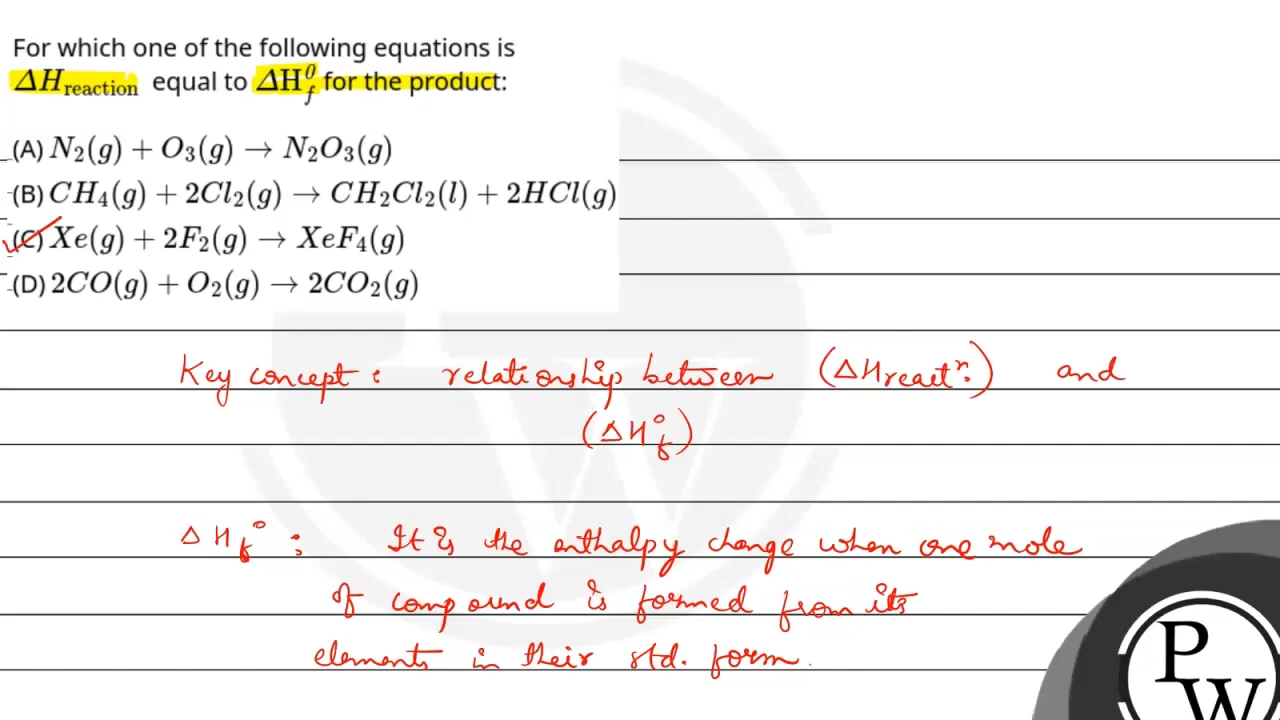 For which one of the following equations is
ΔH_reaction equal to ΔH_f^0 for the product:
(A) N₂(g) + O₃(g) → N₂O₃(g)
(B) CH₄(g) + 2Cl₂(g) → CH₂Cl₂(l) + 2HCl(g)
(C) Xe(g) + 2F₂(g) → XeF₄(g)
(D) 2CO(g) + O₂(g) → 2CO₂(g)
Key concept : relationship between (ΔH_reactⁿ.) and
(ΔH_f°)
ΔH_f° : It is the enthalpy change when one mole
of compound is formed from its
elements in their std. form.
PW